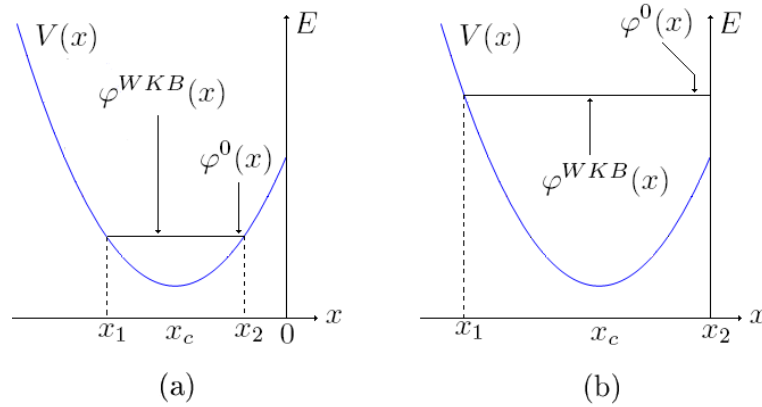 V(x)
E
φ^{WKB}(x)
φ^0(x)
x_1
x_c
x_2
0
x
(a)
φ^0(x)
V(x)
E
φ^{WKB}(x)
x_1
x_c
x_2
x
(b)